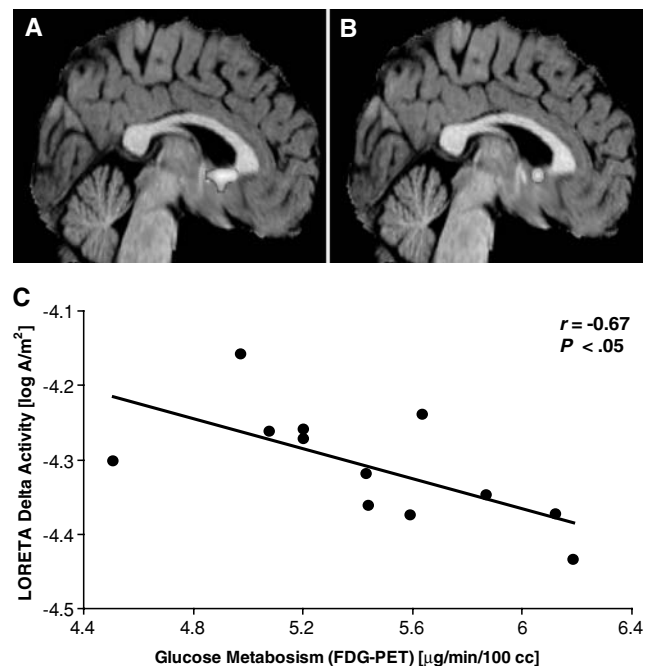 A
B
C
r = -0.67
P < .05
-4.1
-4.2
-4.3
-4.4
-4.5
LORETA Delta Activity [log A/m²]
4.4 4.8 5.2 5.6 6 6.4
Glucose Metabosism (FDG-PET) [μg/min/100 cc]